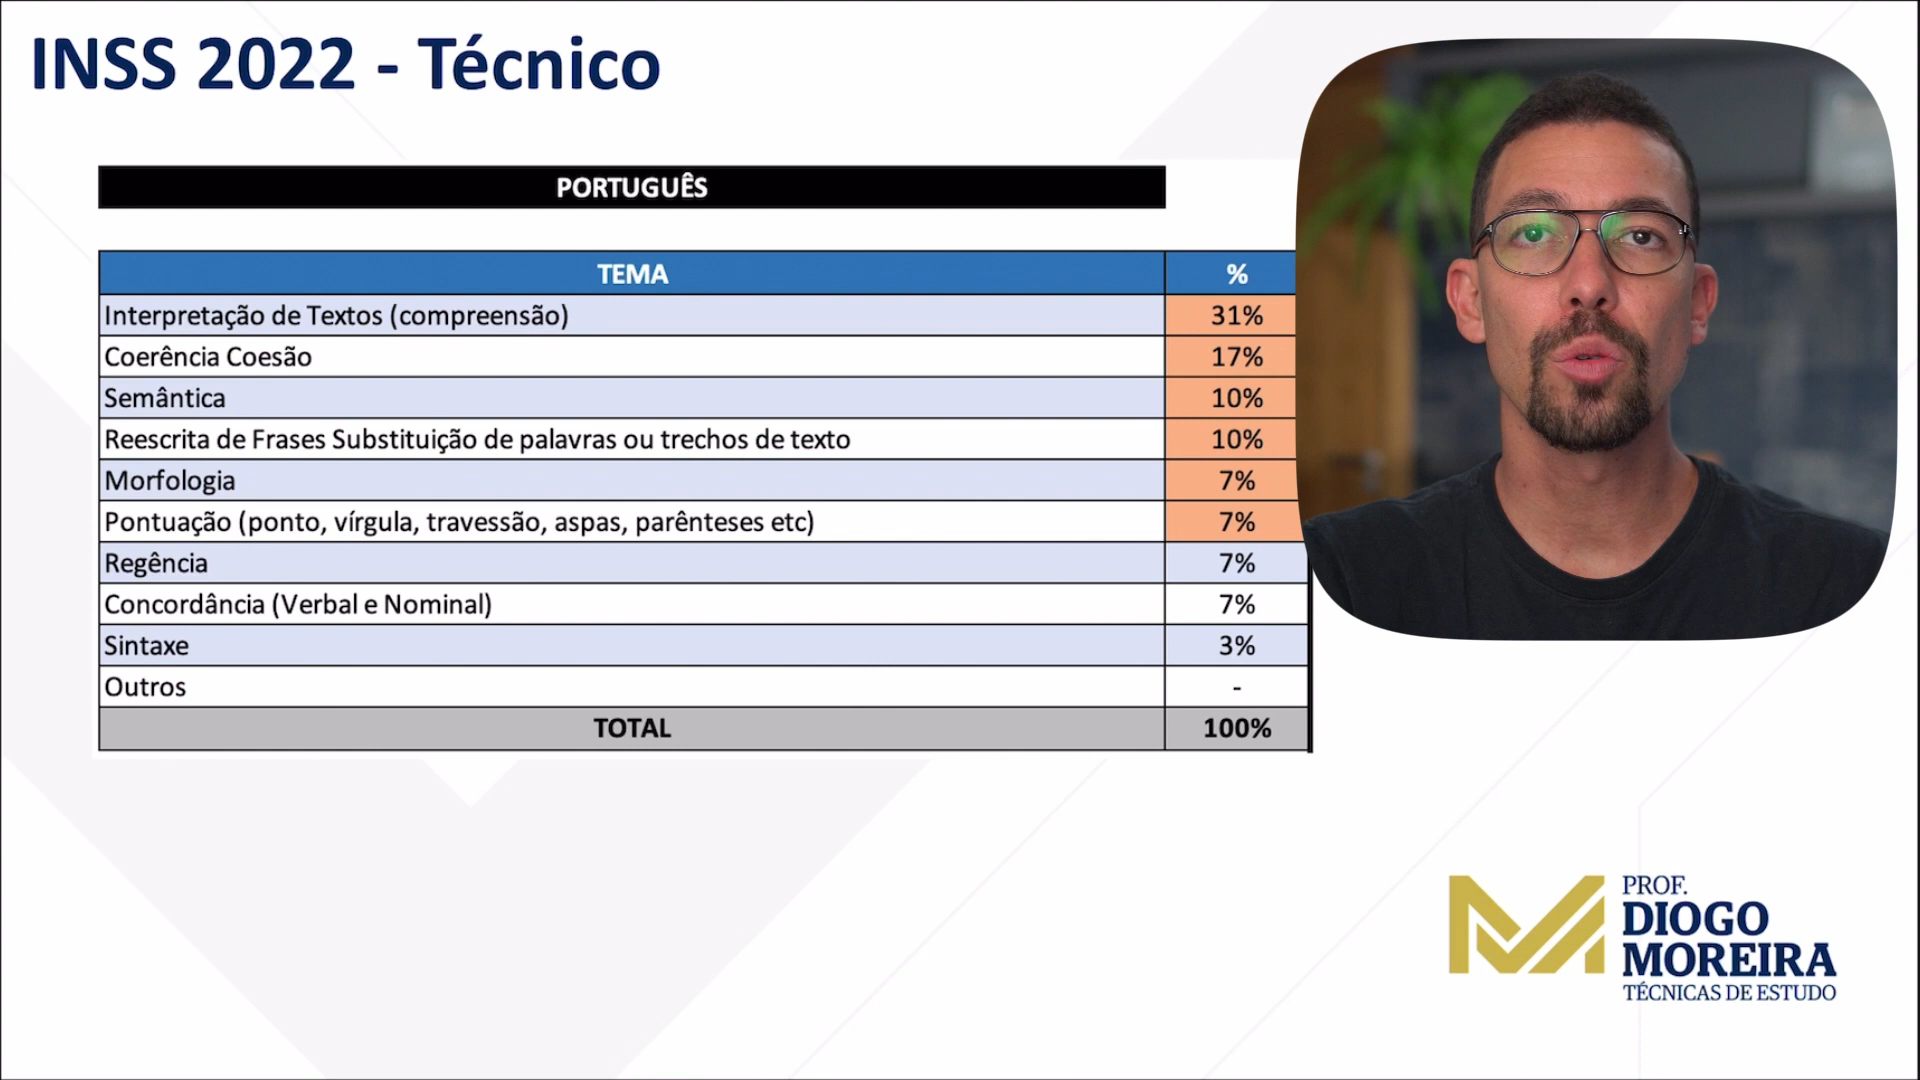 INSS 2022 - Técnico
PORTUGUÊS
TEMA %
Interpretação de Textos (compreensão) 31%
Coerência Coesão 17%
Semântica 10%
Reescrita de Frases Substituição de palavras ou trechos de texto 10%
Morfologia 7%
Pontuação (ponto, vírgula, travessão, aspas, parênteses etc) 7%
Regência 7%
Concordância (Verbal e Nominal) 7%
Sintaxe 3%
Outros -
TOTAL 100%
PROF.
DIOGO
MOREIRA
TÉCNICAS DE ESTUDO